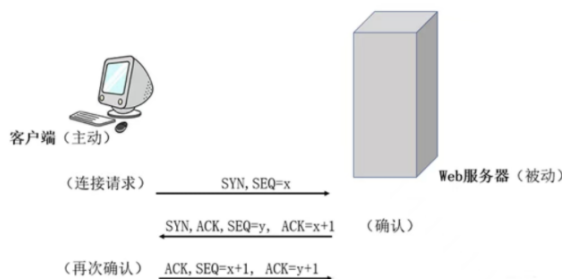 客户端（主动）
Web服务器（被动）
（连接请求） SYN,SEQ=x
SYN,ACK,SEQ=y, ACK=x+1 （确认）
（再次确认） ACK,SEQ=x+1, ACK=y+1